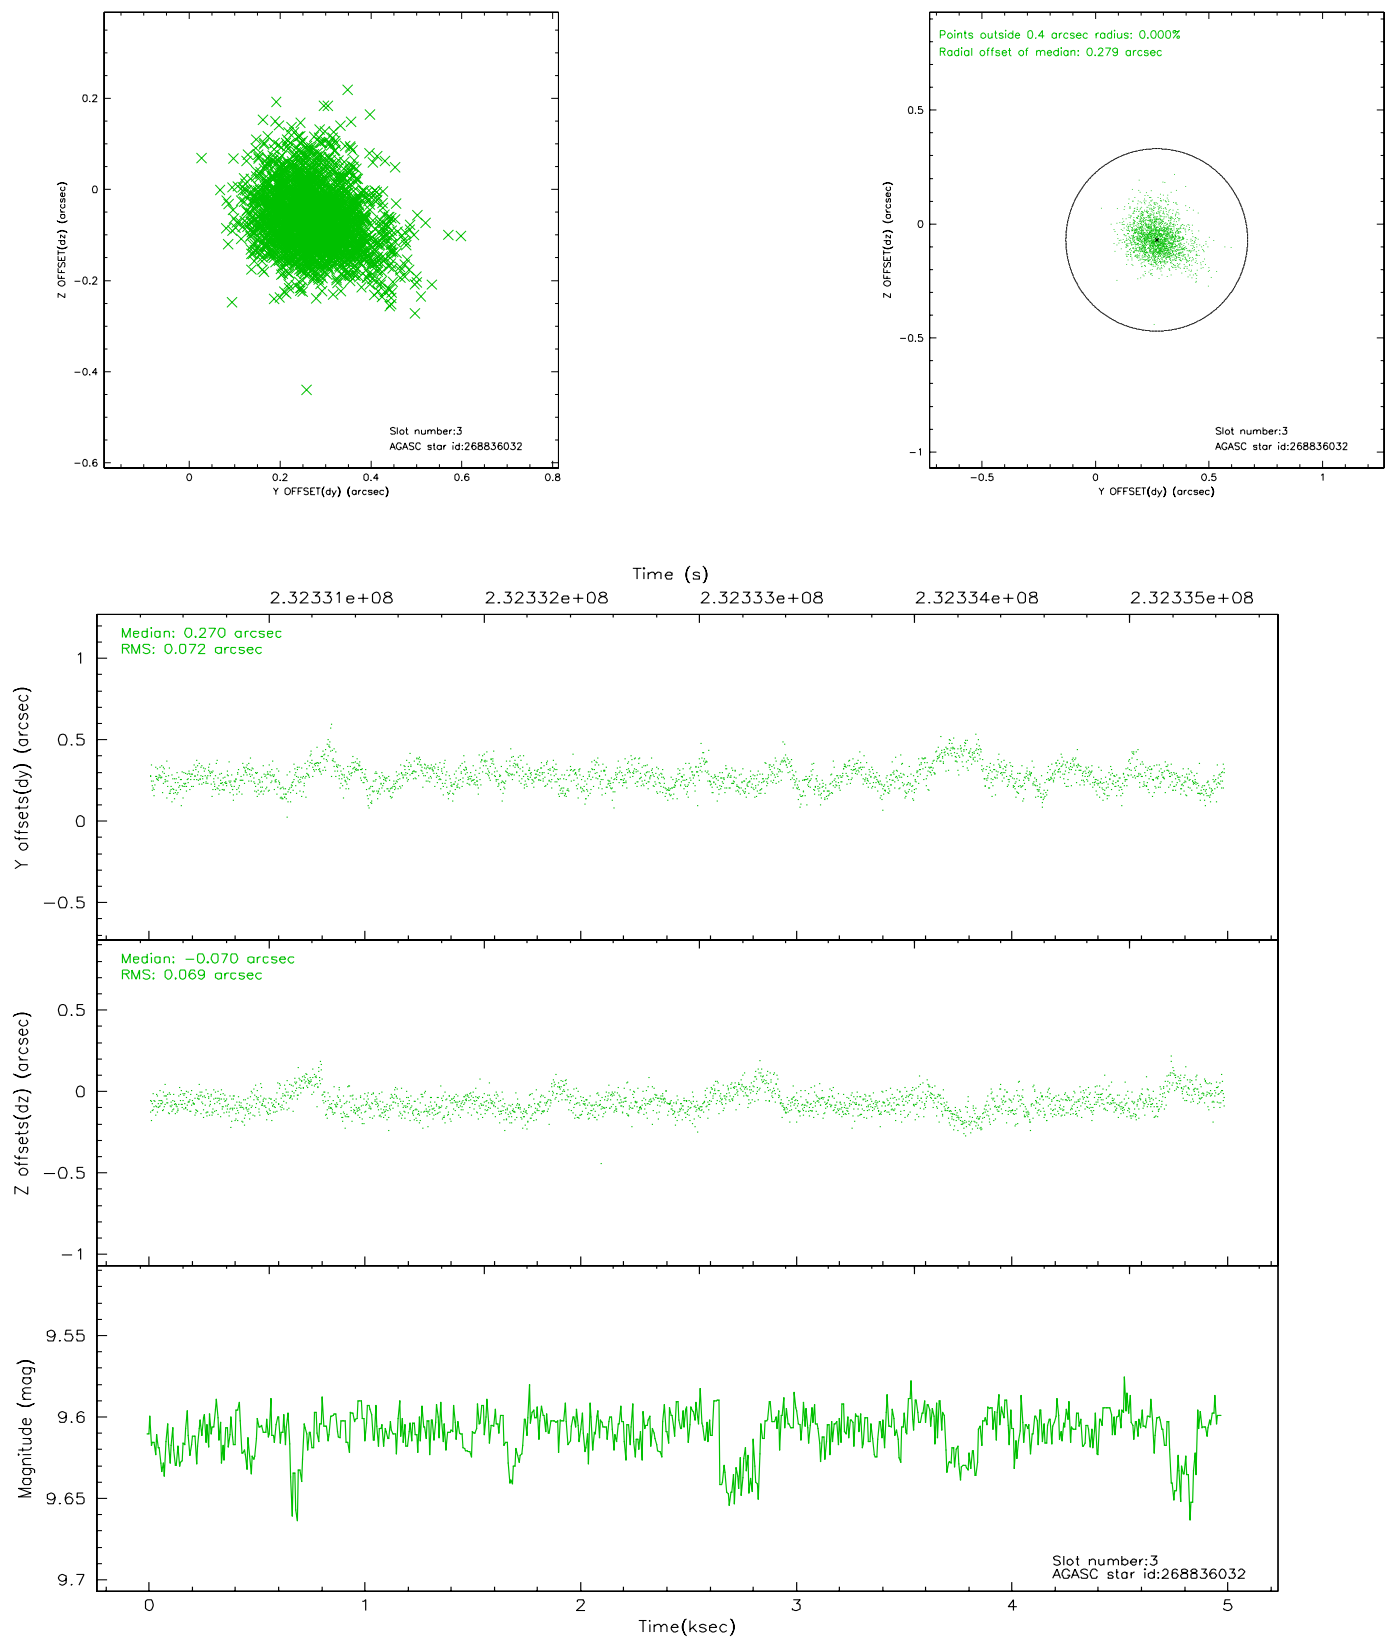 0.2
0
−0.2
−0.4
−0.6
Z OFFSET(dz) (arcsec)
0
0.2
0.4
0.6
0.8
Y OFFSET(dy) (arcsec)
Slot number:3
AGASC star id:268836032
Points outside 0.4 arcsec radius: 0.000%
Radial offset of median: 0.279 arcsec
0.5
0
−0.5
−1
Z OFFSET(dz) (arcsec)
−0.5
0
0.5
1
Y OFFSET(dy) (arcsec)
Slot number:3
AGASC star id:268836032
Time (s)
2.32331e+08
2.32332e+08
2.32333e+08
2.32334e+08
2.32335e+08
Median: 0.270 arcsec
RMS: 0.072 arcsec
1
0.5
0
−0.5
Y offsets(dy) (arcsec)
Median: −0.070 arcsec
RMS: 0.069 arcsec
0.5
0
−0.5
−1
Z offsets(dz) (arcsec)
9.55
9.6
9.65
9.7
Magnitude (mag)
Slot number:3
AGASC star id:268836032
0
1
2
3
4
5
Time(ksec)